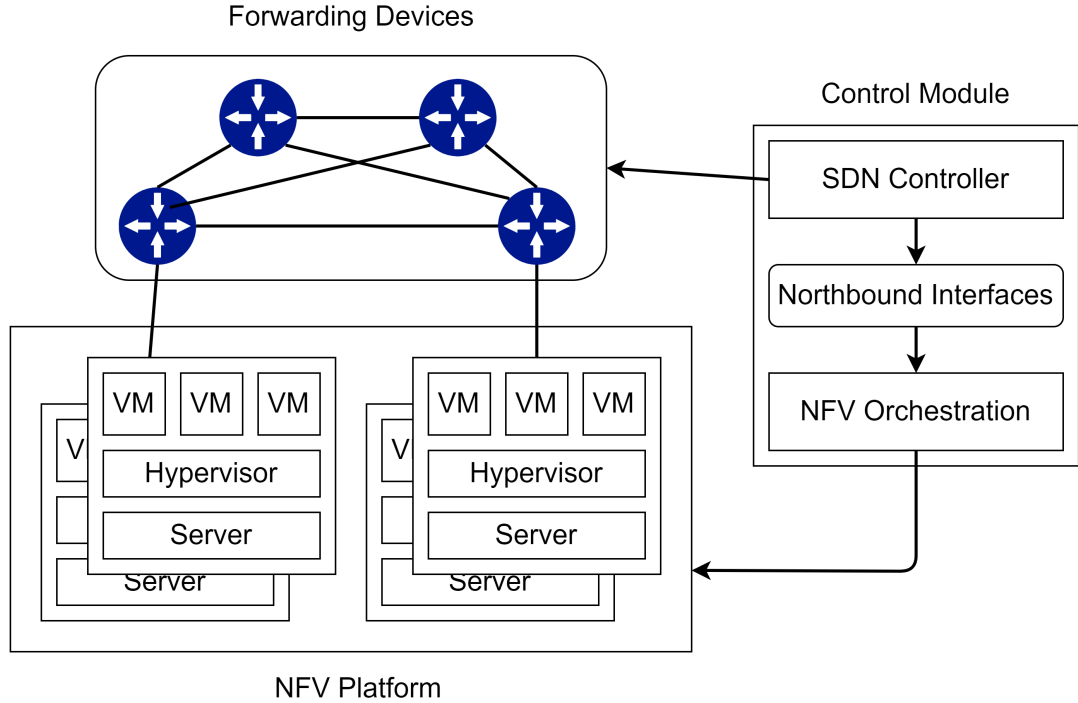 Forwarding Devices
Control Module
SDN Controller
Northbound Interfaces
NFV Orchestration
VM VM VM
Hypervisor
Server
Server
VM VM VM
Hypervisor
Server
Server
NFV Platform